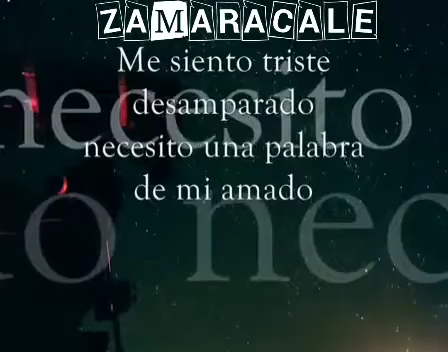 ZAMARACALE
Me siento triste
desamparado
necesito una palabra
de mi amado
necesito
o nec